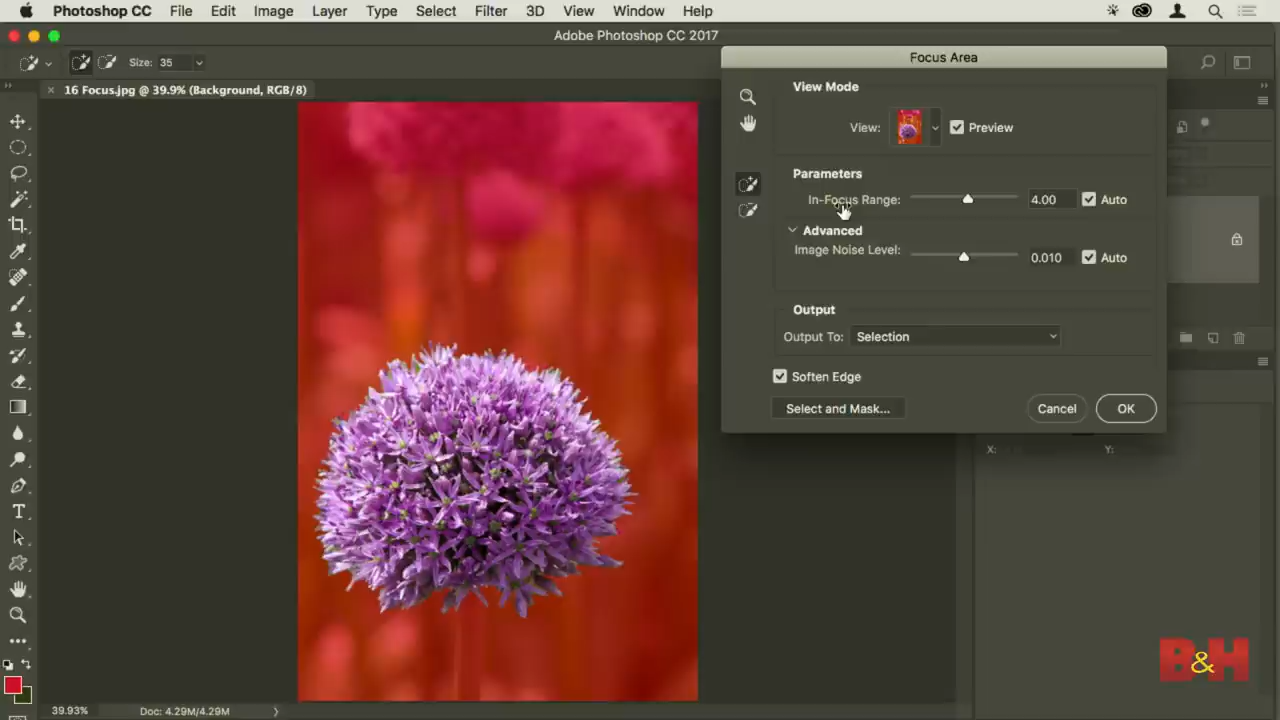 Photoshop CC File Edit Image Layer Type Select Filter 3D View Window Help
Adobe Photoshop CC 2017
Size: 35
16 Focus.jpg @ 39.9% (Background, RGB/8)
Focus Area
View Mode
View: Preview
Parameters
In-Focus Range: 4.00 Auto
Advanced
Image Noise Level: 0.010 Auto
Output
Output To: Selection
Soften Edge
Select and Mask... Cancel OK
X: Y:
B&H
39.93% Doc: 4.29M/4.29M